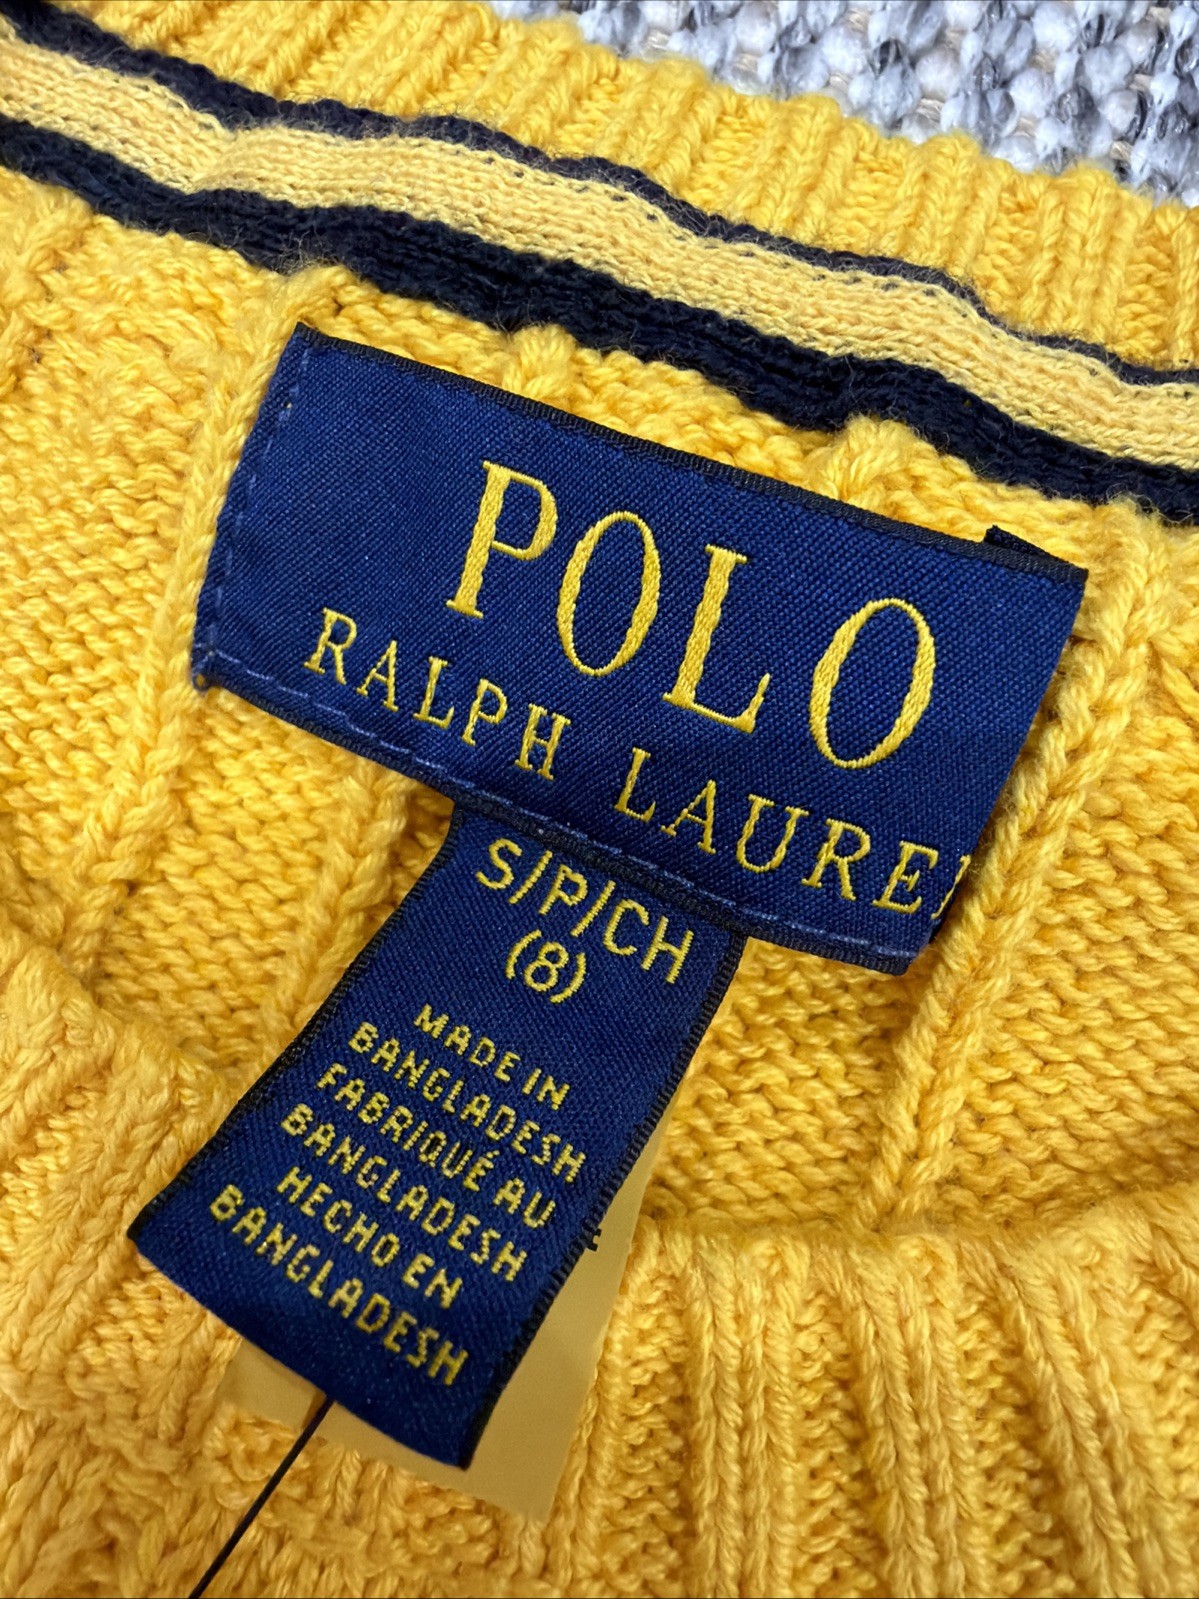 POLO
RALPH LAURE
S/P/CH
(8)
MADE IN
BANGLADESH
FABRIQUÉ AU
BANGLADESH
HECHO EN
BANGLADESH